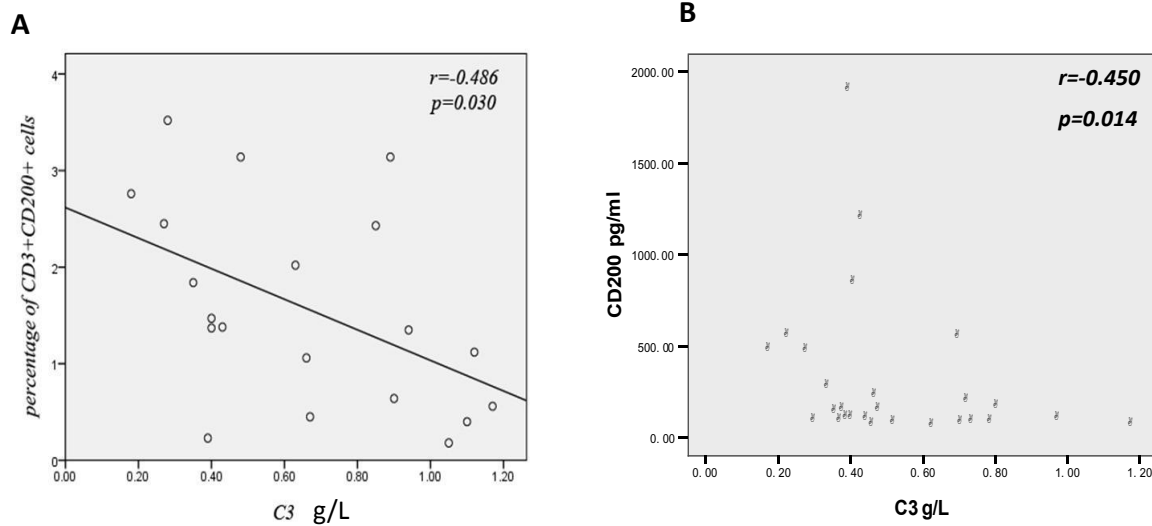 A
r=-0.486
p=0.030
percentage of CD3+CD200+ cells
4
3
2
1
0
0.00 0.20 0.40 0.60 0.80 1.00 1.20
C3 g/L
B
r=-0.450
p=0.014
CD200 pg/ml
2000. 00
1500. 00
1000. 00
500. 00
0. 00
0. 00 0. 20 0. 40 0. 60 0. 80 1. 00 1. 20
C3 g/L